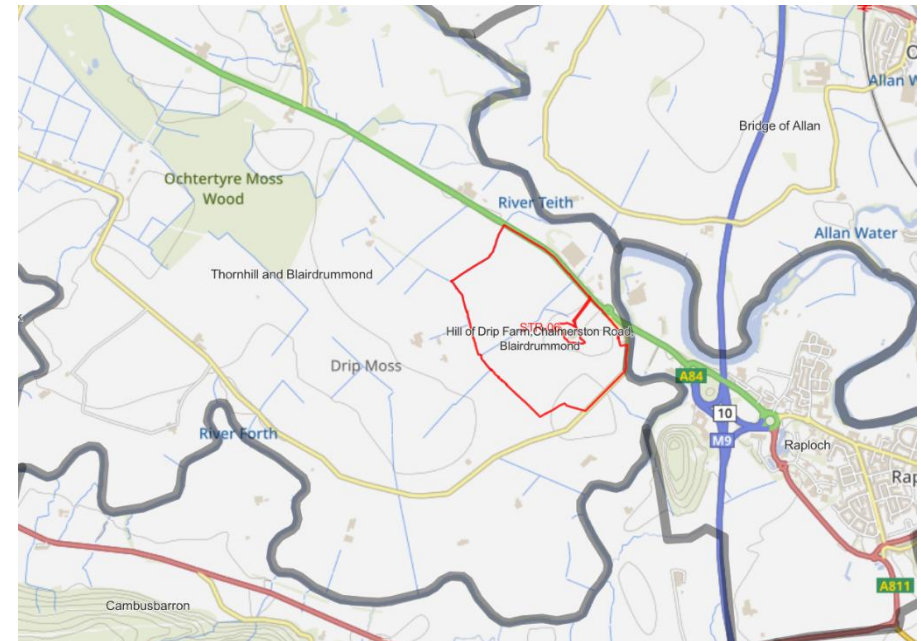 Allan W
Bridge of Allan
Ochtertyre Moss
Wood
River Teith
Allan Water
Thornhill and Blairdrummond
Hill of Drip Farm,Chalmerston Road,
Blairdrummond
Drip Moss
A84
10
M9
River Forth
Raploch
Rap
A811
Cambusbarron